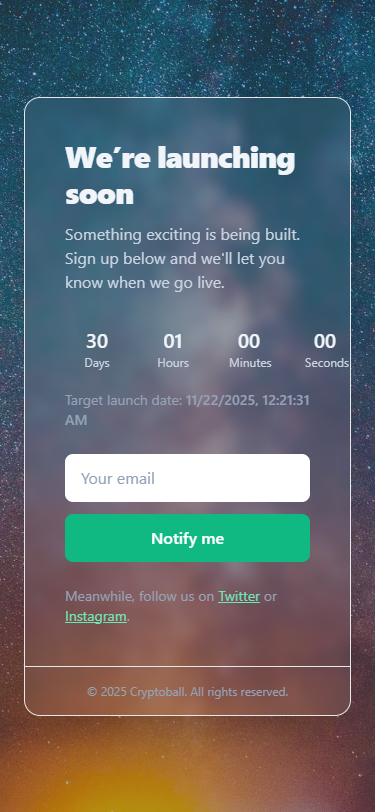 We're launching
soon
Something exciting is being built.
Sign up below and we'll let you
know when we go live.
30 01 00 00
Days Hours Minutes Seconds
Target launch date: 11/22/2025, 12:21:31
AM
Your email
Notify me
Meanwhile, follow us on Twitter or
Instagram.
© 2025 Cryptoball. All rights reserved.